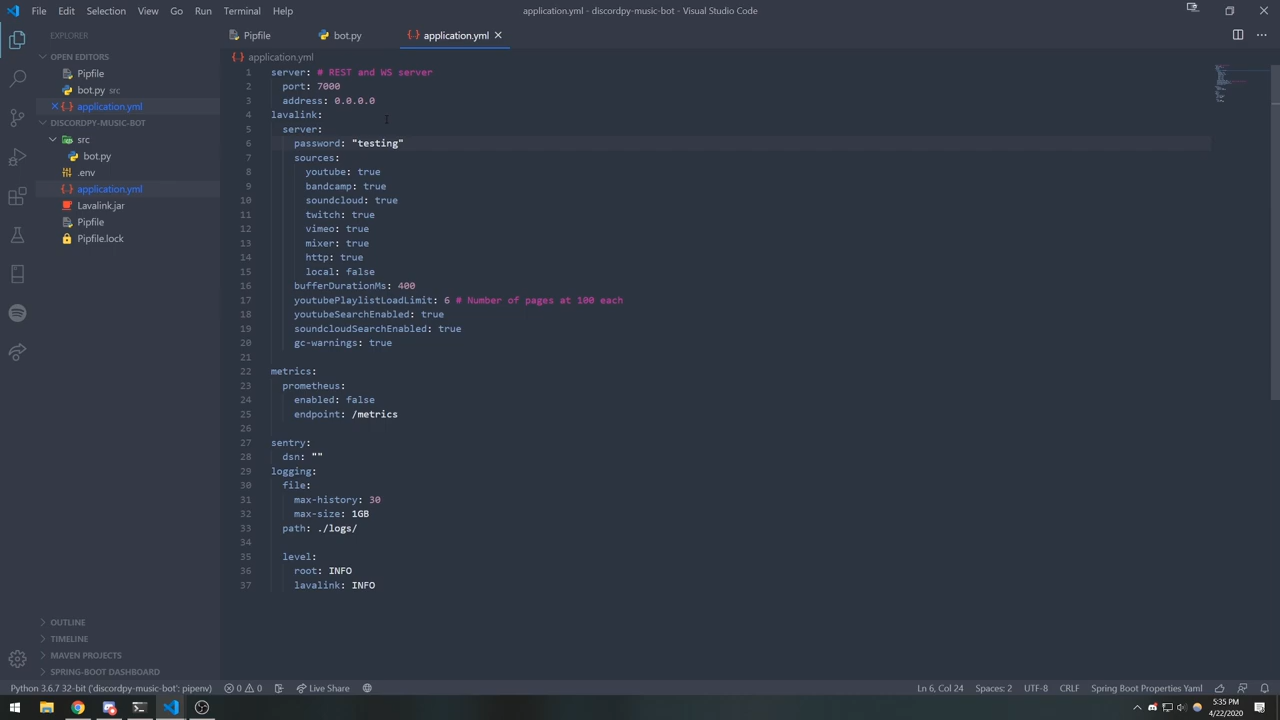 File Edit Selection View Go Run Terminal Help
application.yml - discordpy-music-bot - Visual Studio Code
EXPLORER
OPEN EDITORS
Pipfile
bot.py src
application.yml
DISCORDPY-MUSIC-BOT
src
bot.py
.env
application.yml
Lavalink.jar
Pipfile
Pipfile.lock
OUTLINE
TIMELINE
MAVEN PROJECTS
SPRING-BOOT DASHBOARD
Pipfile bot.py application.yml
application.yml
1 server: # REST and WS server
2 port: 7000
3 address: 0.0.0.0
4 lavalink:
5 server:
6 password: "testing"
7 sources:
8 youtube: true
9 bandcamp: true
10 soundcloud: true
11 twitch: true
12 vimeo: true
13 mixer: true
14 http: true
15 local: false
16 bufferDurationMs: 400
17 youtubePlaylistLoadLimit: 6 # Number of pages at 100 each
18 youtubeSearchEnabled: true
19 soundcloudSearchEnabled: true
20 gc-warnings: true
21
22 metrics:
23 prometheus:
24 enabled: false
25 endpoint: /metrics
26
27 sentry:
28 dsn: ""
29 logging:
30 file:
31 max-history: 30
32 max-size: 1GB
33 path: ./logs/
34
35 level:
36 root: INFO
37 lavalink: INFO
Python 3.6.7 32-bit ('discordpy-music-bot': pipenv) 0 0 Live Share
Ln 6, Col 24 Spaces: 2 UTF-8 CRLF Spring Boot Properties Yaml
5:35 PM
4/22/2020